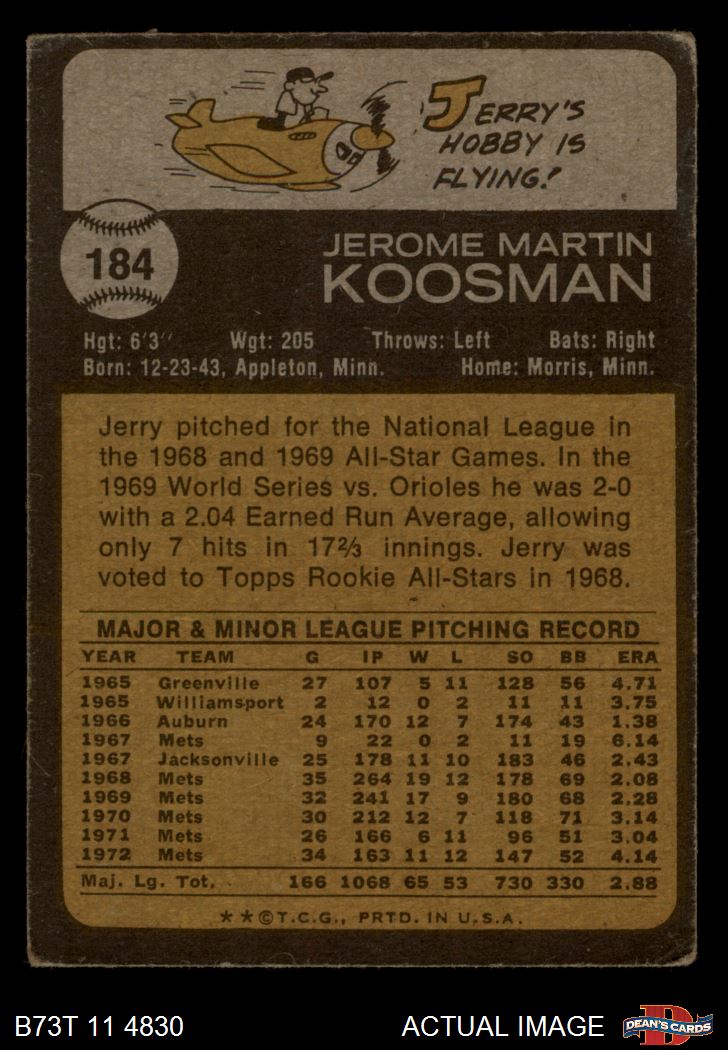 JERRY'S
HOBBY IS
FLYING!
184
JEROME MARTIN
KOOSMAN
Hgt: 6'3" Wgt: 205 Throws: Left Bats: Right
Born: 12-23-43, Appleton, Minn. Home: Morris, Minn.
Jerry pitched for the National League in
the 1968 and 1969 All-Star Games. In the
1969 World Series vs. Orioles he was 2-0
with a 2.04 Earned Run Average, allowing
only 7 hits in 17⅔ innings. Jerry was
voted to Topps Rookie All-Stars in 1968.
MAJOR & MINOR LEAGUE PITCHING RECORD
YEAR TEAM G IP W L SO BB ERA
1965 Greenville 27 107 5 11 128 56 4.71
1965 Williamsport 2 12 0 2 11 11 3.75
1966 Auburn 24 170 12 7 174 43 1.38
1967 Mets 9 22 0 2 11 19 6.14
1967 Jacksonville 25 178 11 10 183 46 2.43
1968 Mets 35 264 19 12 178 69 2.08
1969 Mets 32 241 17 9 180 68 2.28
1970 Mets 30 212 12 7 118 71 3.14
1971 Mets 26 166 6 11 96 51 3.04
1972 Mets 34 163 11 12 147 52 4.14
Maj. Lg. Tot. 166 1068 65 53 730 330 2.88
★★©T.C.G., PRTD. IN U.S.A.
B73T 11 4830 ACTUAL IMAGE D DEAN'S CARDS